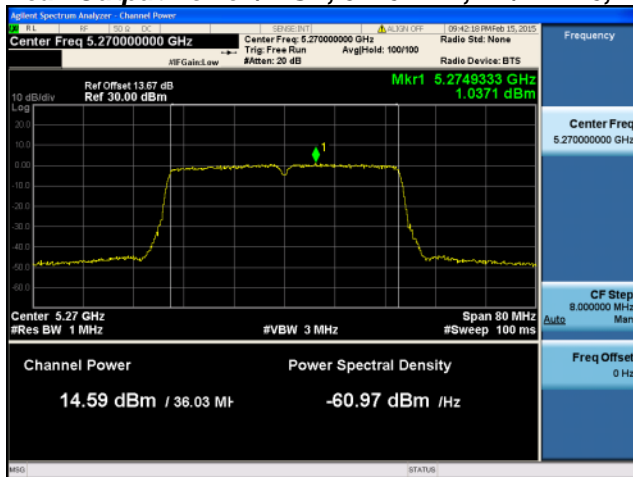 Agilent Spectrum Analyzer - Channel Power
RL RF 50 Ω DC SENSE:INT ALIGN OFF 09:42:18 PM Feb 15, 2015
Center Freq 5.270000000 GHz
Center Freq: 5.270000000 GHz
Radio Std: None
Trig: Free Run Avg|Hold: 100/100
#IFGain:Low #Atten: 20 dB Radio Device: BTS
Frequency
Ref Offset 13.67 dB
10 dB/div Ref 30.00 dBm
Log
Mkr1 5.2749333 GHz
1.0371 dBm
20.0
10.0
0.00
-10.0
-20.0
-30.0
-40.0
-50.0
-60.0
1
Center Freq
5.270000000 GHz
Center 5.27 GHz Span 80 MHz
#Res BW 1 MHz #VBW 3 MHz #Sweep 100 ms
CF Step
8.000000 MHz
Auto Man
Channel Power Power Spectral Density
14.59 dBm / 36.03 MH -60.97 dBm /Hz
Freq Offset
0 Hz
MSG STATUS